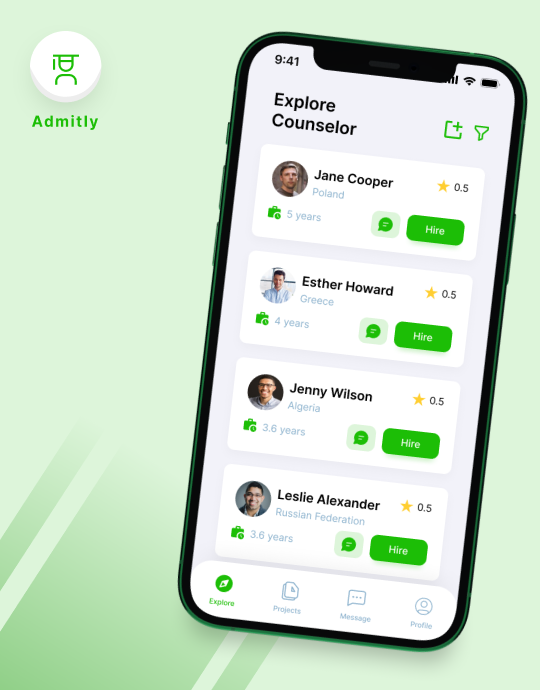 Admitly
9:41
Explore
Counselor
Jane Cooper
0.5
Poland
5 years
Hire
Esther Howard
0.5
Greece
4 years
Hire
Jenny Wilson
0.5
Algeria
3.6 years
Hire
Leslie Alexander
0.5
Russian Federation
3.6 years
Hire
Explore
Projects
Message
Profile